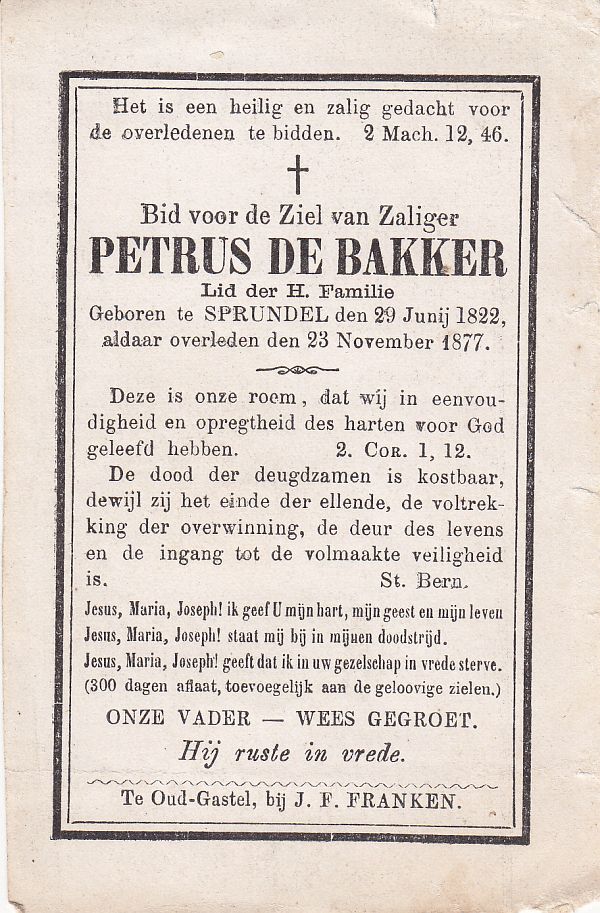 Het is een heilig en zalig gedacht voor
de overledenen te bidden. 2 Mach. 12, 46.
Bid voor de Ziel van Zaliger
PETRUS DE BAKKER
Lid der H. Familie
Geboren te SPRUNDEL den 29 Junij 1822,
aldaar overleden den 23 November 1877.
Deze is onze roem, dat wij in eenvou-
digheid en opregtheid des harten voor God
geleefd hebben. 2. COR. 1, 12.
De dood der deugdzamen is kostbaar,
dewijl zij het einde der ellende, de voltrek-
king der overwinning, de deur des levens
en de ingang tot de volmaakte veiligheid
is. St. Bern.
Jesus, Maria, Joseph! ik geef U mijn hart, mijn geest en mijn leven
Jesus, Maria, Joseph! staat mij bij in mijnen doodstrijd.
Jesus, Maria, Joseph! geeft dat ik in uw gezelschap in vrede sterve.
(300 dagen aflaat, toevoegelijk aan de geloovige zielen.)
ONZE VADER — WEES GEGROET.
Hij ruste in vrede.
Te Oud-Gastel, bij J. F. FRANKEN.